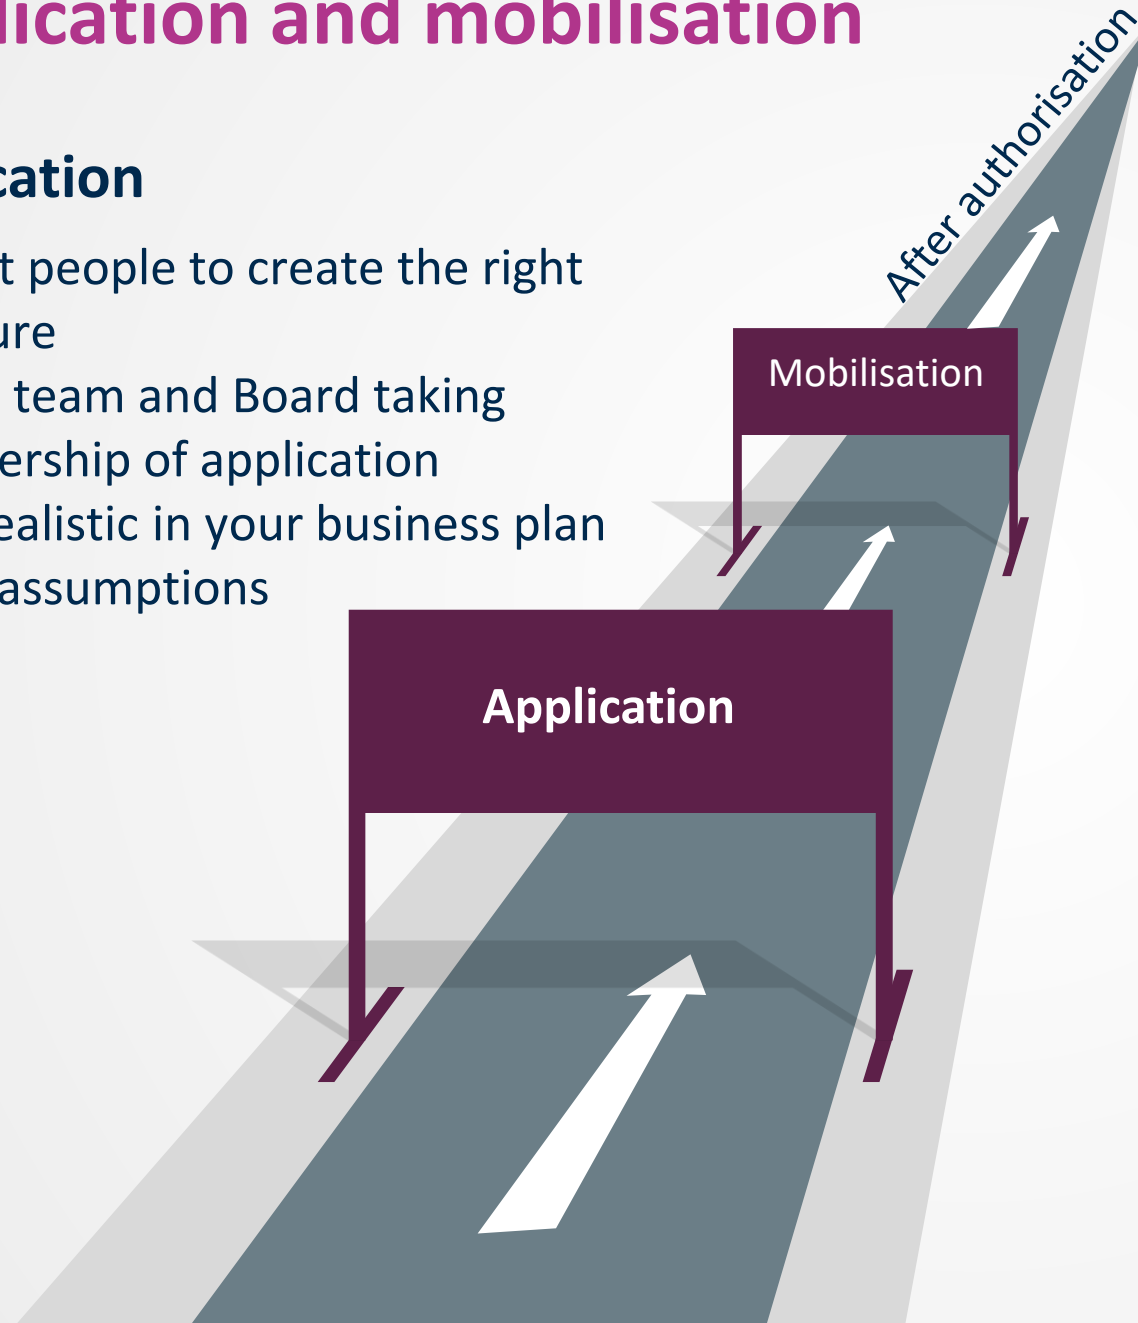 lication and mobilisation
cation
t people to create the right
ure
team and Board taking
ership of application
ealistic in your business plan
assumptions
After authorisation
Mobilisation
Application